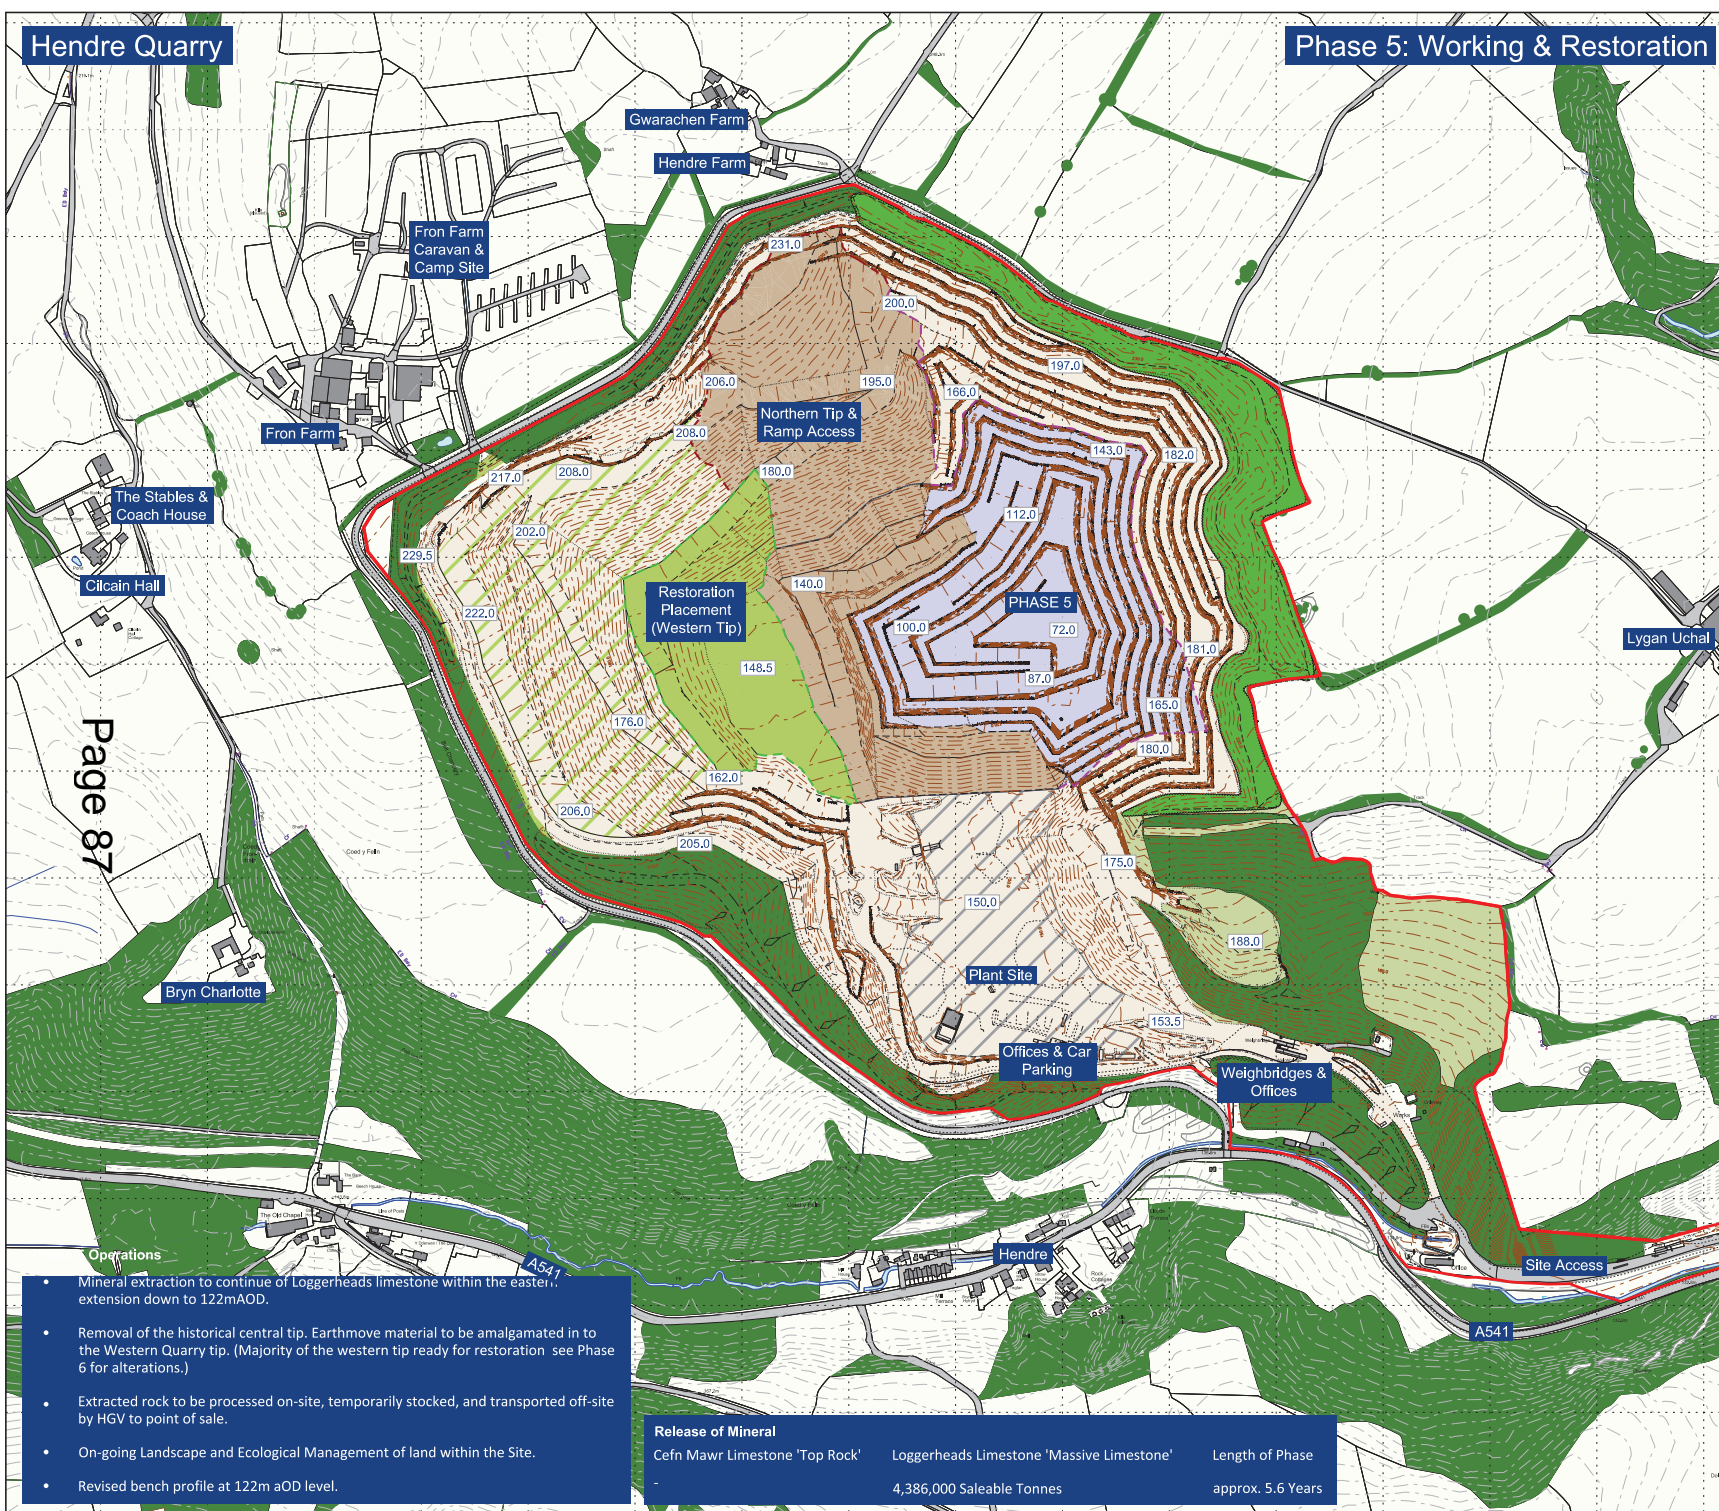 Hendre Quarry
Phase 5: Working & Restoration
Gwarachen Farm
Hendre Farm
Fron Farm
Caravan &
Camp Site
231.0
200.0
197.0
206.0
195.0
166.0
Northern Tip &
Ramp Access
Fron Farm
208.0
143.0
182.0
217.0
208.0
180.0
The Stables &
Coach House
112.0
202.0
229.5
Cilcain Hall
140.0
Restoration
Placement
(Western Tip)
PHASE 5
222.0
100.0
72.0
181.0
Lygan Uchal
148.5
87.0
165.0
176.0
180.0
Page 87
162.0
206.0
205.0
175.0
150.0
188.0
Plant Site
Bryn Charlotte
153.5
Offices & Car
Parking
Weighbridges &
Offices
Coed y Felin
The Old Chapel
A541
Hendre
Site Access
A541
Operations
• Mineral extraction to continue of Loggerheads limestone within the eastern
extension down to 122mAOD.
• Removal of the historical central tip. Earthmove material to be amalgamated in to
the Western Quarry tip. (Majority of the western tip ready for restoration see Phase
6 for alterations.)
• Extracted rock to be processed on-site, temporarily stocked, and transported off-site
by HGV to point of sale.
• On-going Landscape and Ecological Management of land within the Site.
• Revised bench profile at 122m aOD level.
Release of Mineral
Cefn Mawr Limestone 'Top Rock' Loggerheads Limestone 'Massive Limestone' Length of Phase
- 4,386,000 Saleable Tonnes approx. 5.6 Years